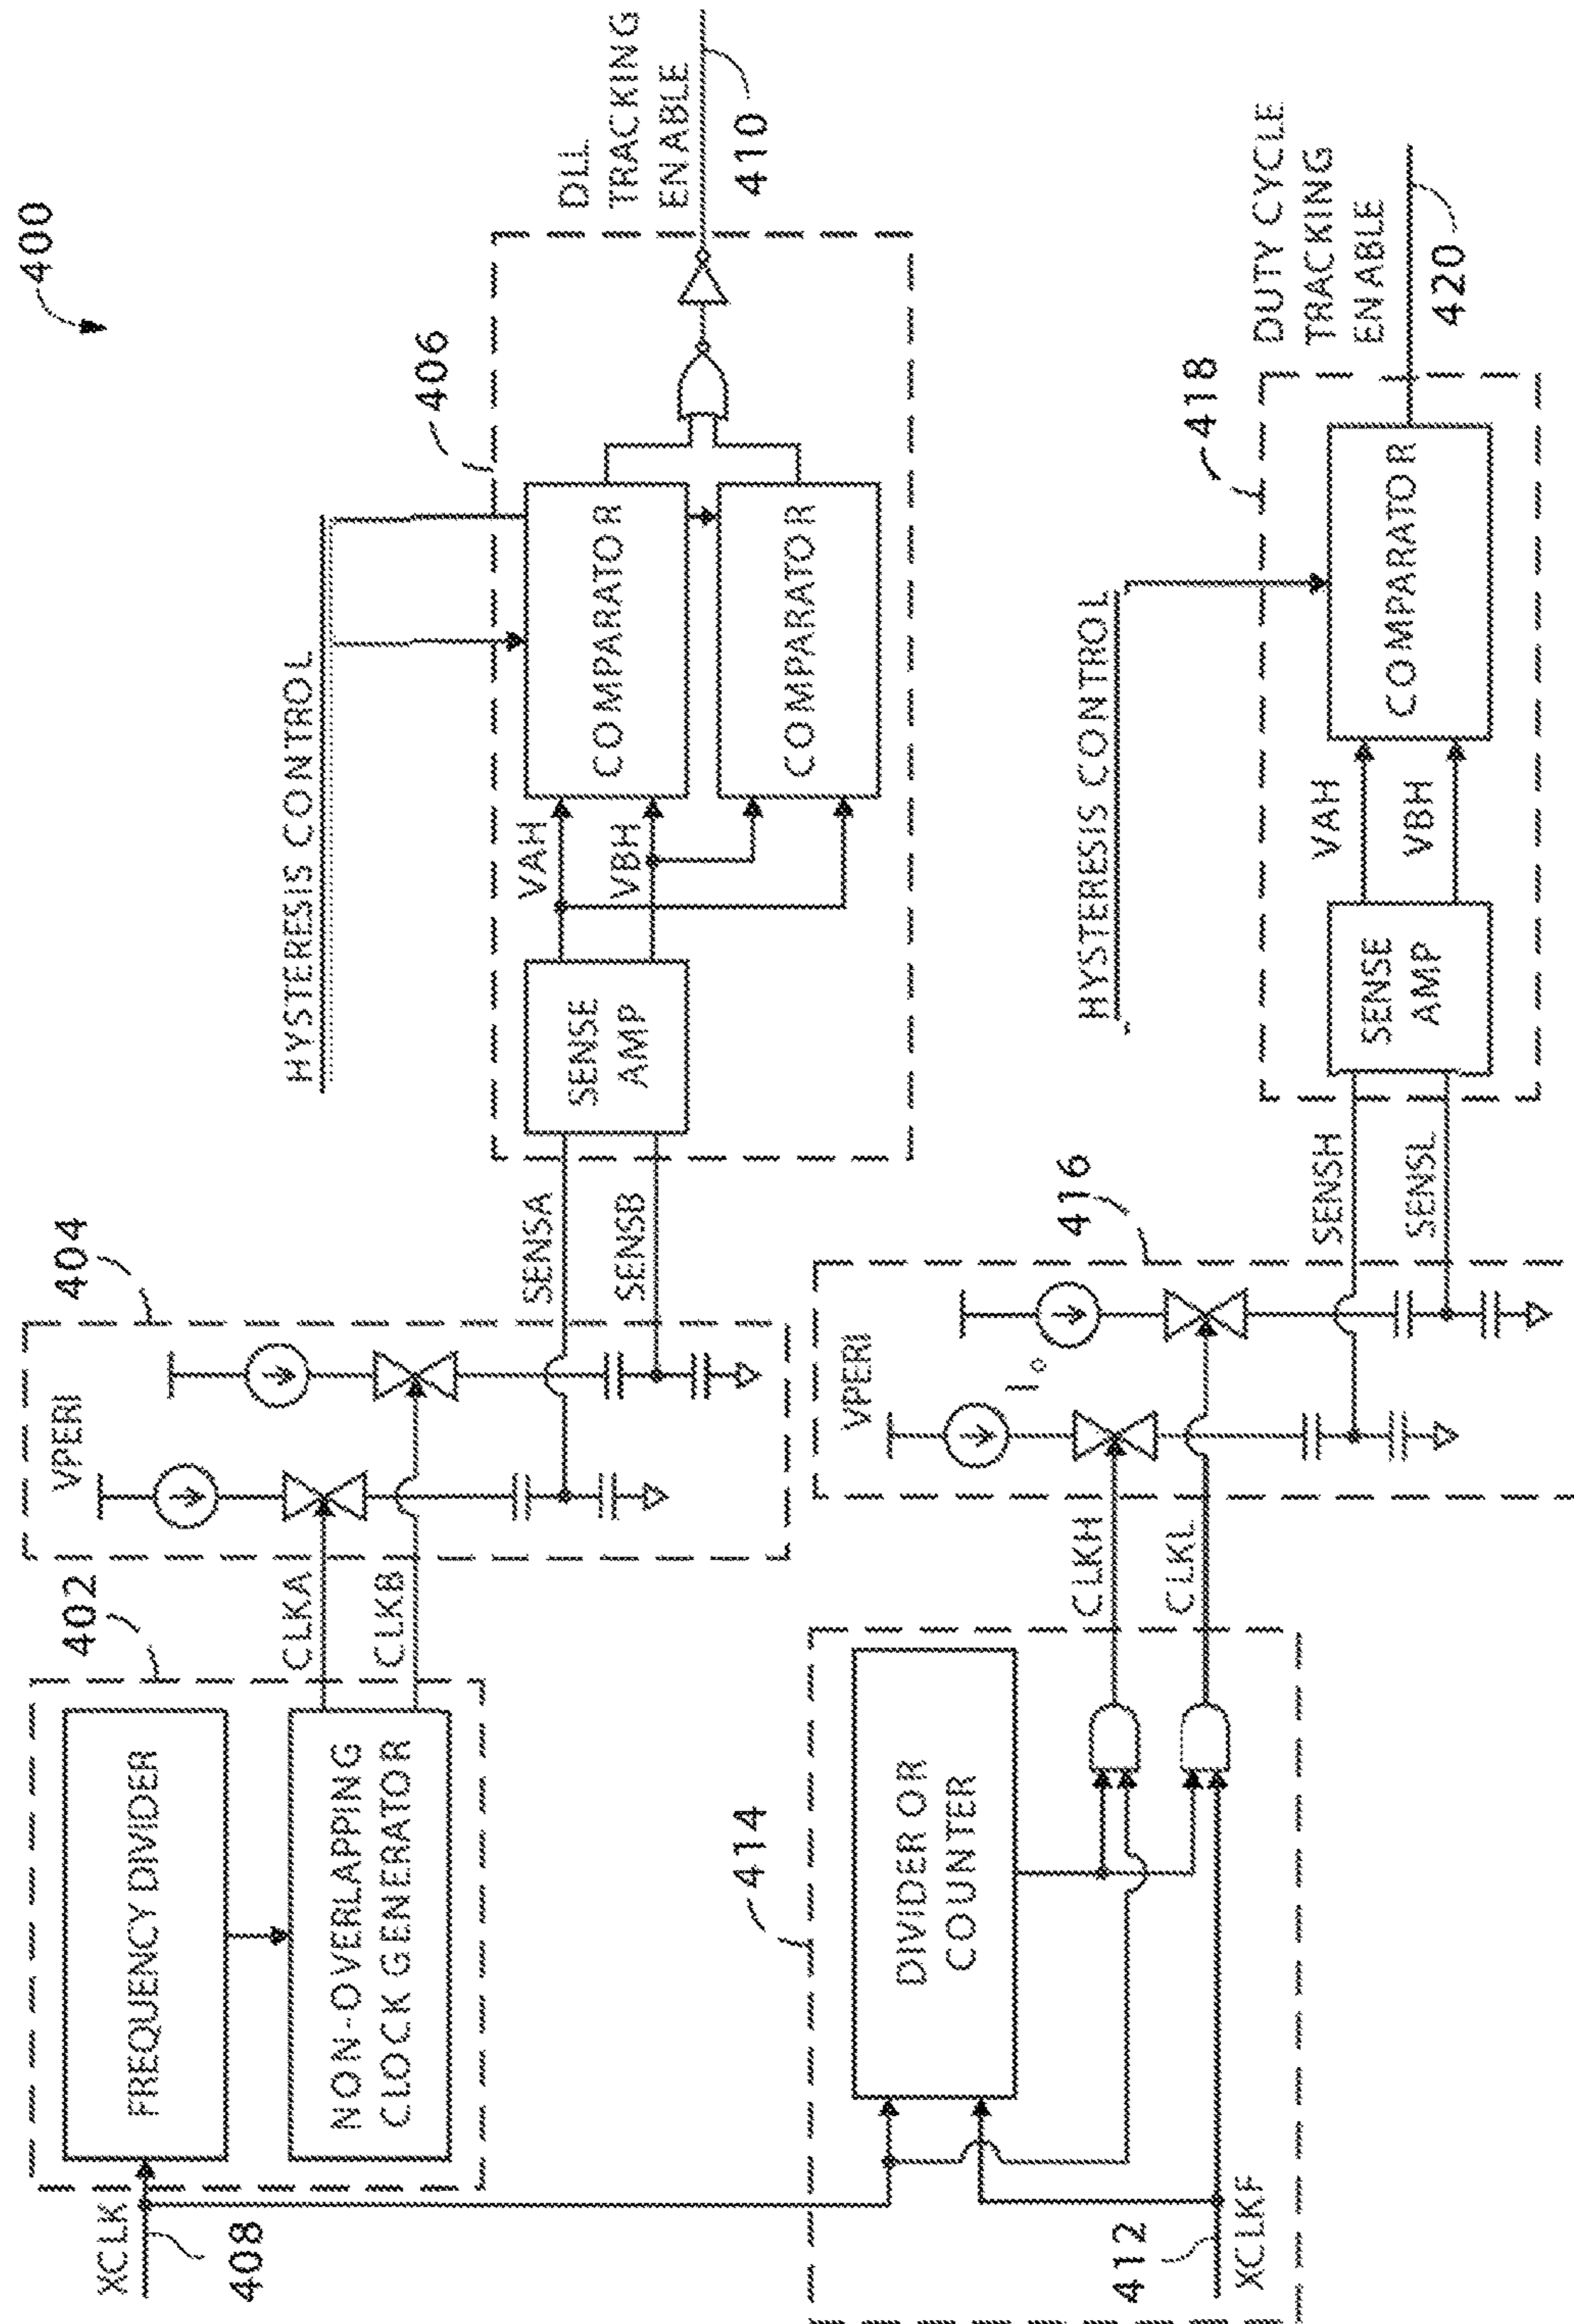 400
402
404
406
XCLK
408
FREQUENCY DIVIDER
NON-OVERLAPPING
CLOCK GENERATOR
CLKA
CLKB
VPERI
SENSA
SENSB
HYSTERESIS CONTROL
SENSE
AMP
VAH
VBH
COMPARATOR
COMPARATOR
DLL
TRACKING
ENABLE
410
414
DIVIDER OR
COUNTER
412
XCLKF
CLKH
CLKL
416
VPERI
I₀
SENSH
SENSL
HYSTERESIS CONTROL
418
SENSE
AMP
VAH
VBH
COMPARATOR
DUTY CYCLE
TRACKING
ENABLE
420